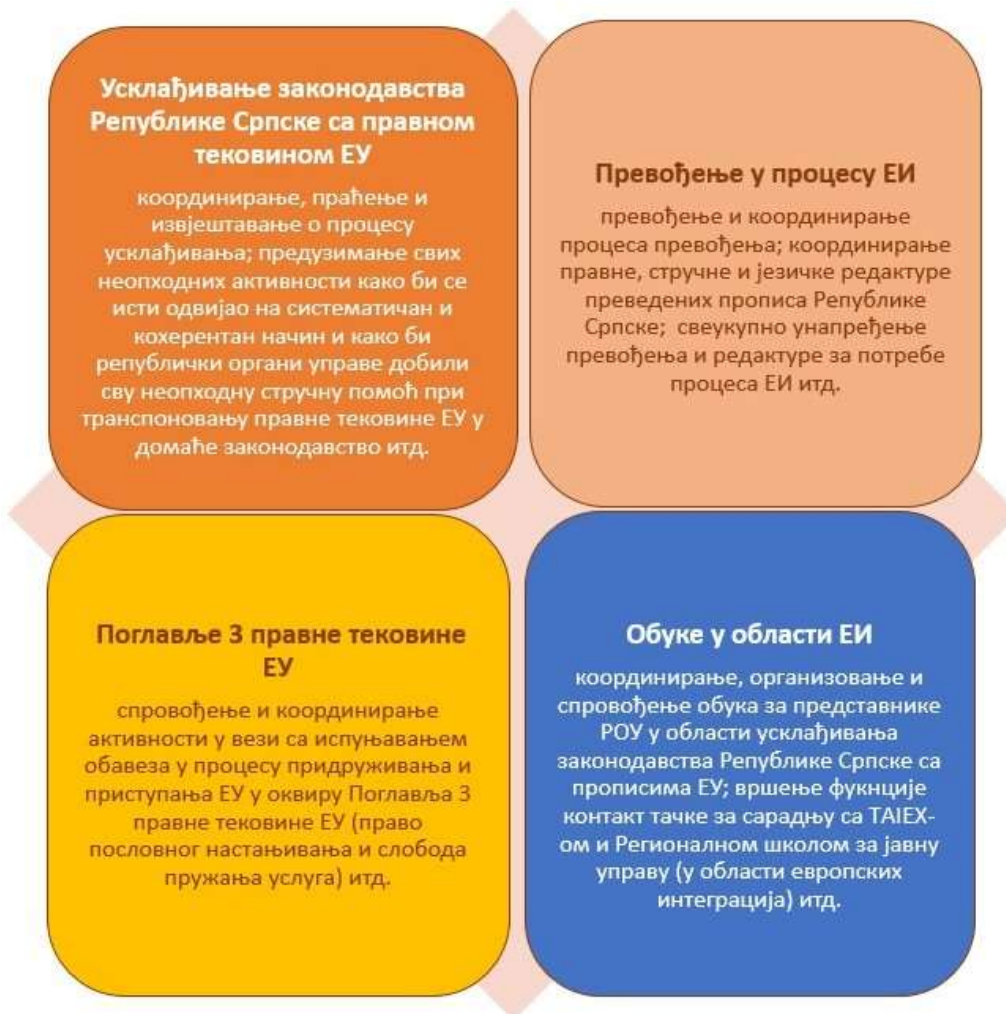 Усклађивање законодавства
Републике Српске са правном
тековином ЕУ
координирање, праћење и
извјештавање о процесу
усклађивања; предузимање свих
неопходних активности како би се
исти одвијао на систематичан и
кохерентан начин и како би
републички органи управе добили
сву неопходну стручну помоћ при
транспоновању правне тековине ЕУ у
домаће законодавство итд.
Превођење у процесу ЕИ
превођење и координирање
процеса превођења; координирање
правне, стручне и језичке редактуре
преведених прописа Републике
Српске; свеукупно унапређење
превођења и редактуре за потребе
процеса ЕИ итд.
Поглавље 3 правне тековине
ЕУ
спровођење и координирање
активности у вези са испуњавањем
обавеза у процесу придруживања и
приступања ЕУ у оквиру Поглавља 3
правне тековине ЕУ (право
пословног настањивања и слобода
пружања услуга) итд.
Обуке у области ЕИ
координирање, организовање и
спровођење обука за представнике
РОУ у области усклађивања
законодавства Републике Српске са
прописима ЕУ; вршење фукнције
контакт тачке за сарадњу са TAIEX-
ом и Регионалном школом за јавну
управу (у области европских
интеграција) итд.